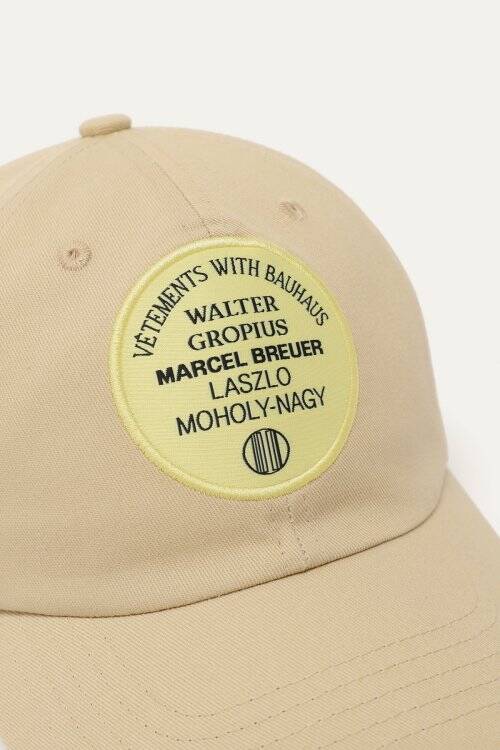 VÊTEMENTS WITH BAUHAUS
WALTER
GROPIUS
MARCEL BREUER
LASZLO
MOHOLY-NAGY